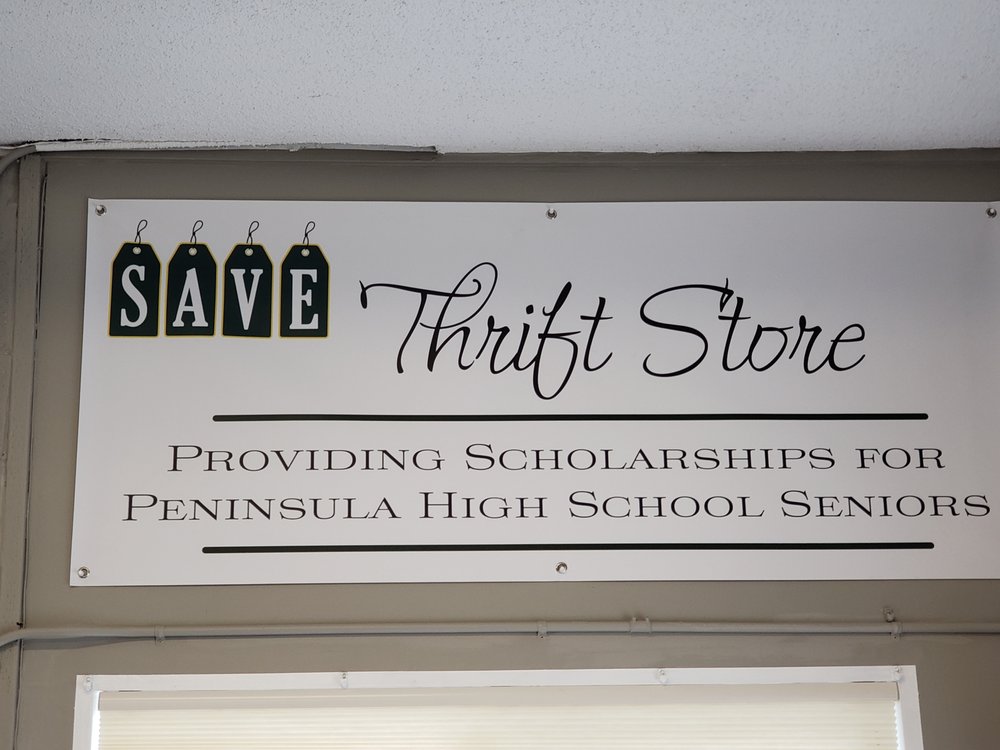 SAVE Thrift Store
PROVIDING SCHOLARSHIPS FOR
PENINSULA HIGH SCHOOL SENIORS